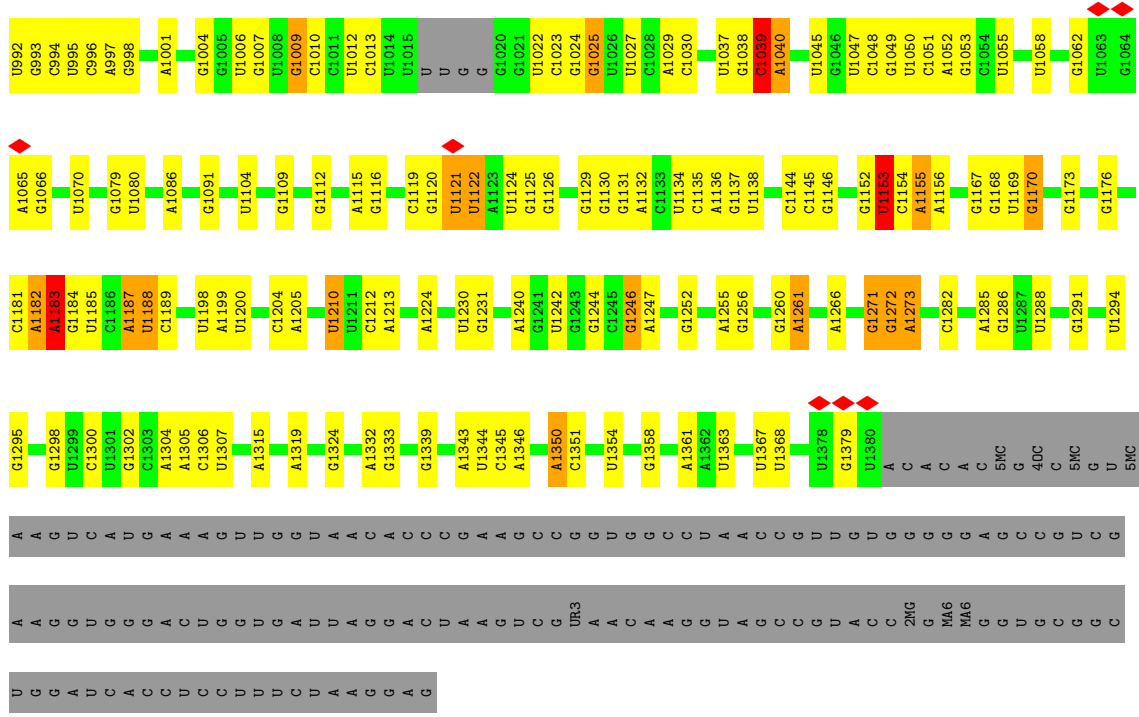 U992 G993 C994 U995 C996 A997 G998 A1001 G1004 G1005 U1006 G1007 U1008 G1009 C1010 C1011 U1012 C1013 U1014 U1015 U U G G G1020 G1021 U1022 C1023 G1024 G1025 U1026 U1027 C1028 A1029 C1030 U1037 G1038 C1039 A1040 U1045 G1046 U1047 C1048 G1049 U1050 C1051 A1052 G1053 C1054 U1055 U1058 G1062 U1063 G1064
A1065 G1066 U1070 G1079 U1080 A1086 G1091 U1104 G1109 G1112 A1115 G1116 C1119 G1120 U1121 U1122 A1123 U1124 G1125 G1126 G1129 G1130 G1131 A1132 C1133 U1134 C1135 A1136 G1137 U1138 C1144 C1145 G1146 G1152 U1153 C1154 A1155 A1156 G1167 G1168 U1169 G1170 G1173 G1176
C1181 A1182 A1183 G1184 U1185 C1186 A1187 U1188 C1189 U1198 A1199 U1200 C1204 A1205 U1210 U1211 C1212 A1213 A1224 U1230 G1231 A1240 G1241 U1242 G1243 G1244 C1245 G1246 A1247 G1252 A1255 G1256 G1260 A1261 A1266 G1271 G1272 A1273 C1282 A1285 G1286 U1287 U1288 G1291 U1294
G1295 G1298 U1299 C1300 U1301 G1302 C1303 A1304 A1305 C1306 U1307 A1315 A1319 G1324 A1332 G1333 G1339 A1343 U1344 C1345 A1346 A1350 C1351 U1354 G1358 A1361 A1362 U1363 U1367 U1368 U1378 G1379 U1380 A C A C A C 5MC G 4OC C 5MC G U 5MC
A A G U C A U G A A A G U U G G U A A C A C C C G A A G C C G G U G G C C U A A C C G U U G U G G G G G A G C C G U C G
A A G G U G G G A C U G G U G A U U A G G A C U A A G U C G UR3 A A C A A G G U A G C C G U A C C 2MG G MA6 MA6 G G U G C G G C
U G G A U C A C C U C C U U U C U A A G G A G